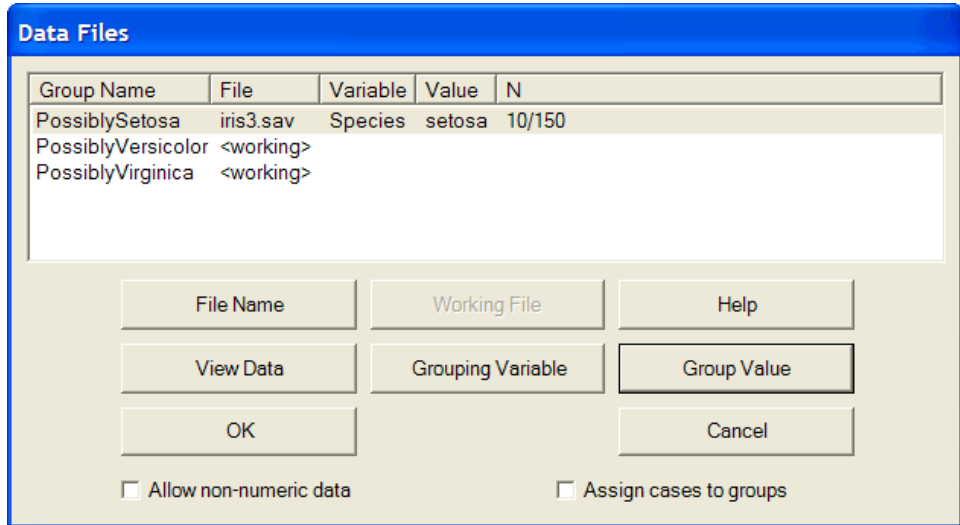 Data Files
Group Name File Variable Value N
PossiblySetosa iris3.sav Species setosa 10/150
PossiblyVersicolor <working>
PossiblyVirginica <working>
File Name Working File Help
View Data Grouping Variable Group Value
OK Cancel
Allow non-numeric data Assign cases to groups